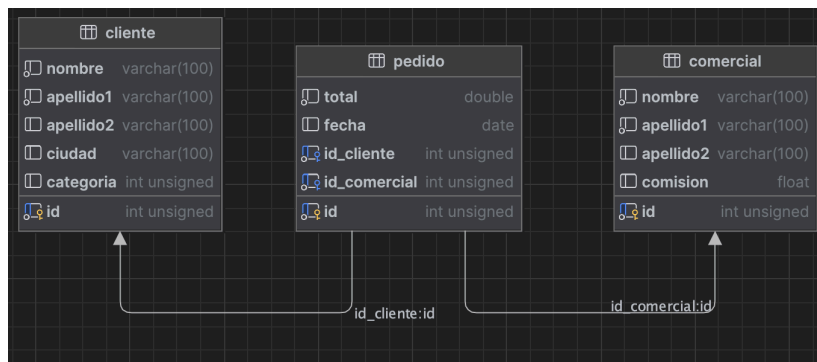 cliente
nombre varchar(100)
apellido1 varchar(100)
apellido2 varchar(100)
ciudad varchar(100)
categoria int unsigned
id int unsigned
pedido
total double
fecha date
id_cliente int unsigned
id_comercial int unsigned
id int unsigned
comercial
nombre varchar(100)
apellido1 varchar(100)
apellido2 varchar(100)
comision float
id int unsigned
id_cliente:id
id_comercial:id